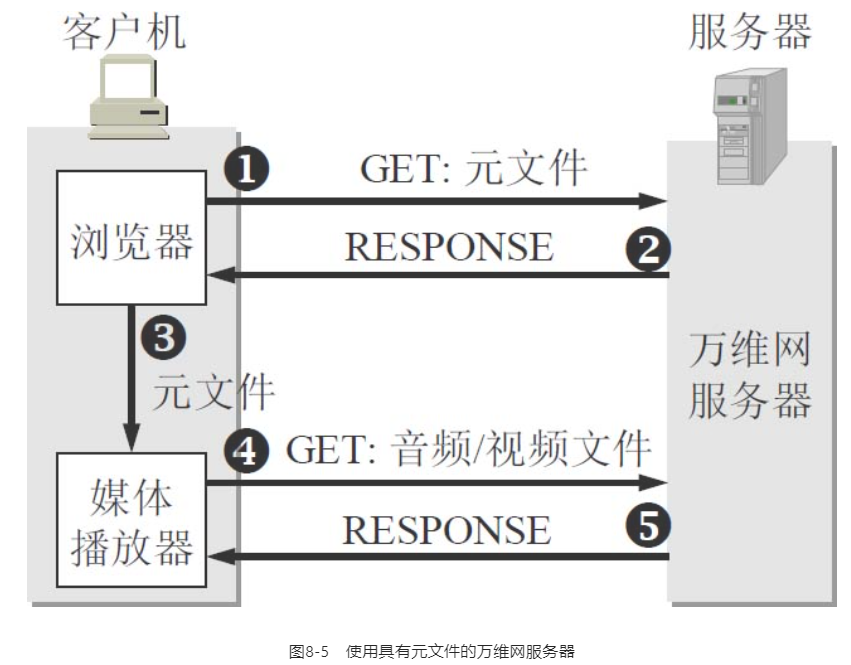 客户机
服务器
❶ GET: 元文件
浏览器
RESPONSE ❷
❸
元文件
万维网
服务器
❹ GET: 音频/视频文件
媒体
播放器
RESPONSE ❺
图8-5 使用具有元文件的万维网服务器